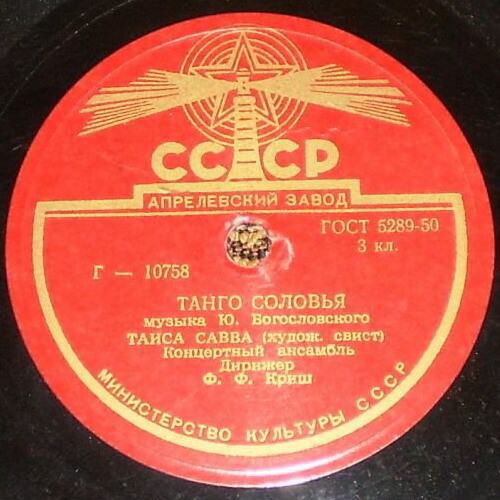 СССР
АПРЕЛЕВСКИЙ ЗАВОД
ГОСТ 5289-50
3 кл.
Г — 10758
ТАНГО СОЛОВЬЯ
музыка Ю. Богословского
ТАИСА САВВА (худож. свист)
Концертный ансамбль
Дирижер
Ф. Ф. Криш
МИНИСТЕРСТВО КУЛЬТУРЫ СССР